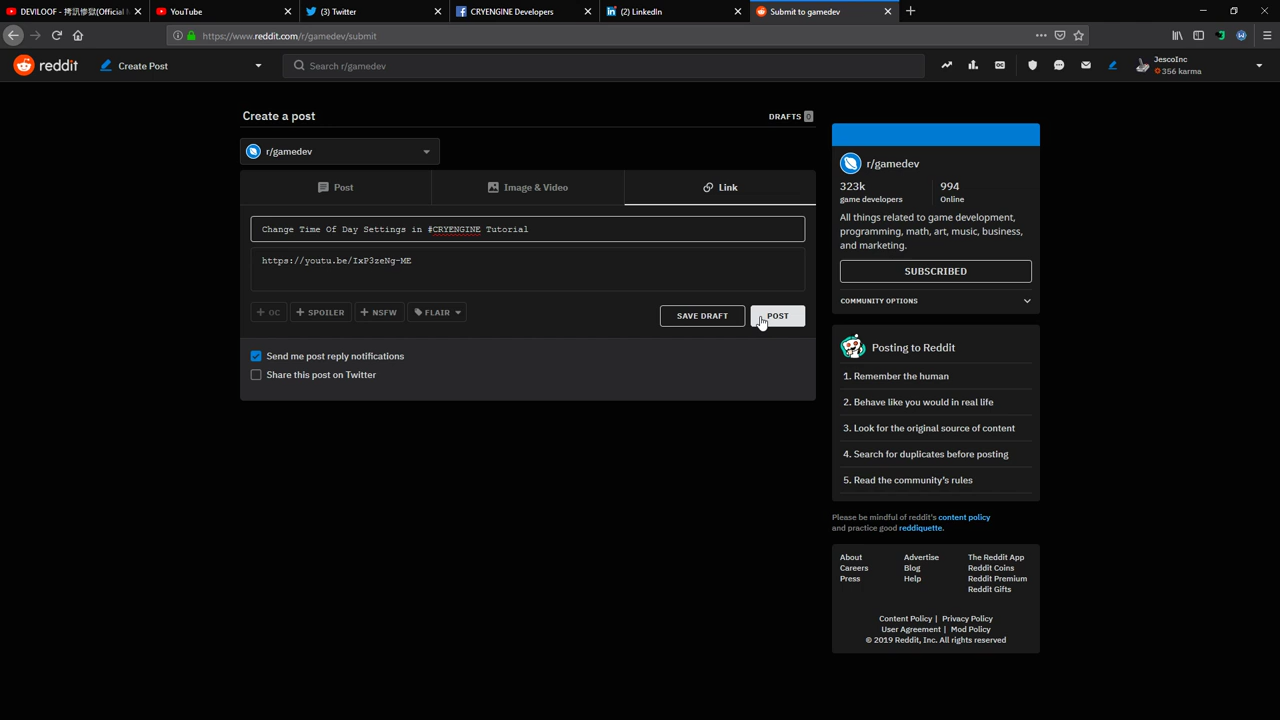 DEVILOOF - 拷訊惨獄(Official M
YouTube
(3) Twitter
CRYENGINE Developers
(2) LinkedIn
Submit to gamedev
https://www.reddit.com/r/gamedev/submit
reddit
Create Post
Search r/gamedev
JescoInc
356 karma
Create a post
DRAFTS 0
r/gamedev
Post
Image & Video
Link
Change Time Of Day Settings in #CRYENGINE Tutorial
https://youtu.be/IxP3zeNg-ME
+ OC
+ SPOILER
+ NSFW
FLAIR
SAVE DRAFT
POST
Send me post reply notifications
Share this post on Twitter
r/gamedev
323k
994
game developers
Online
All things related to game development,
programming, math, art, music, business,
and marketing.
SUBSCRIBED
COMMUNITY OPTIONS
Posting to Reddit
1. Remember the human
2. Behave like you would in real life
3. Look for the original source of content
4. Search for duplicates before posting
5. Read the community's rules
Please be mindful of reddit's content policy
and practice good reddiquette.
About
Advertise
The Reddit App
Careers
Blog
Reddit Coins
Press
Help
Reddit Premium
Reddit Gifts
Content Policy | Privacy Policy
User Agreement | Mod Policy
© 2019 Reddit, Inc. All rights reserved